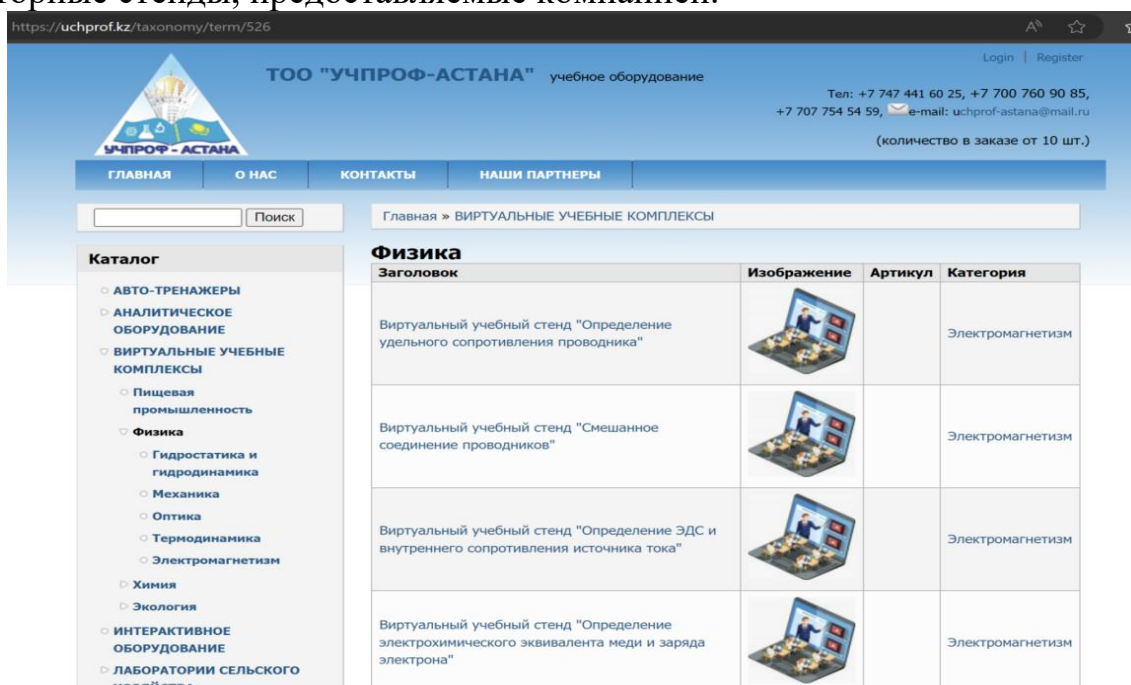 орные стенды, предоставляемые компанией.
https://uchprof.kz/taxonomy/term/526
Login | Register
ТОО "УЧПРОФ-АСТАНА" учебное оборудование
Тел: +7 747 441 60 25, +7 700 760 90 85,
+7 707 754 54 59, e-mail: uchprof-astana@mail.ru
(количество в заказе от 10 шт.)
УЧПРОФ - АСТАНА
ГЛАВНАЯ О НАС КОНТАКТЫ НАШИ ПАРТНЕРЫ
Поиск
Главная » ВИРТУАЛЬНЫЕ УЧЕБНЫЕ КОМПЛЕКСЫ
Каталог
АВТО-ТРЕНАЖЕРЫ
АНАЛИТИЧЕСКОЕ
ОБОРУДОВАНИЕ
ВИРТУАЛЬНЫЕ УЧЕБНЫЕ
КОМПЛЕКСЫ
Пищевая
промышленность
Физика
Гидростатика и
гидродинамика
Механика
Оптика
Термодинамика
Электромагнетизм
Химия
Экология
ИНТЕРАКТИВНОЕ
ОБОРУДОВАНИЕ
ЛАБОРАТОРИИ СЕЛЬСКОГО
Физика
Заголовок Изображение Артикул Категория
Виртуальный учебный стенд "Определение
удельного сопротивления проводника"
Электромагнетизм
Виртуальный учебный стенд "Смешанное
соединение проводников"
Электромагнетизм
Виртуальный учебный стенд "Определение ЭДС и
внутреннего сопротивления источника тока"
Электромагнетизм
Виртуальный учебный стенд "Определение
электрохимического эквивалента меди и заряда
электрона"
Электромагнетизм